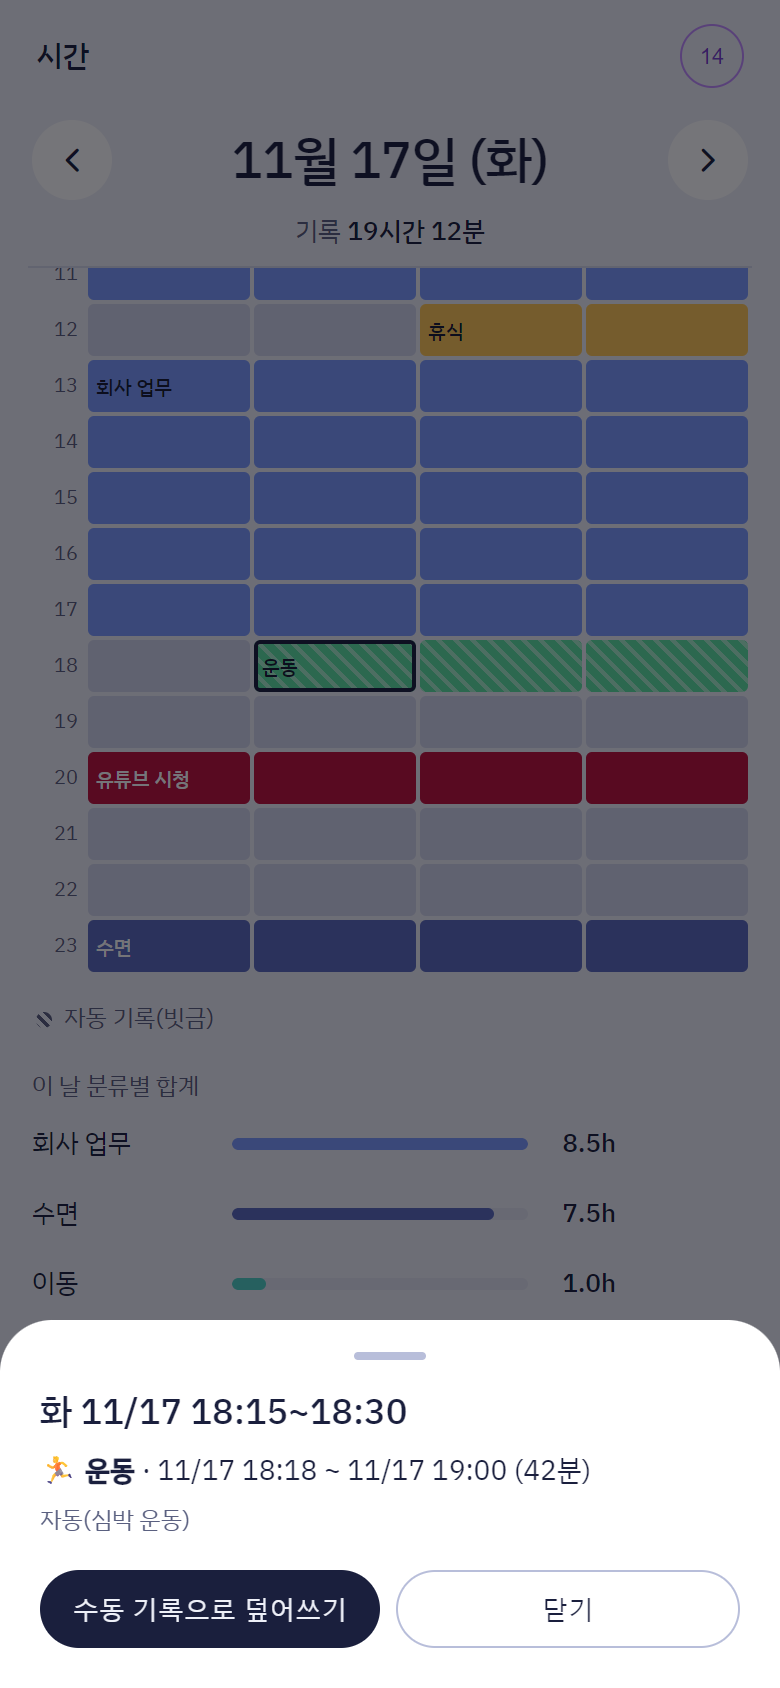 시간
14
11월 17일 (화)
기록 19시간 12분
11
12 휴식
13 회사 업무
14
15
16
17
18 운동
19
20 유튜브 시청
21
22
23 수면
자동 기록(빗금)
이 날 분류별 합계
회사 업무 8.5h
수면 7.5h
이동 1.0h
화 11/17 18:15~18:30
🏃 운동 · 11/17 18:18 ~ 11/17 19:00 (42분)
자동(심박 운동)
수동 기록으로 덮어쓰기 닫기